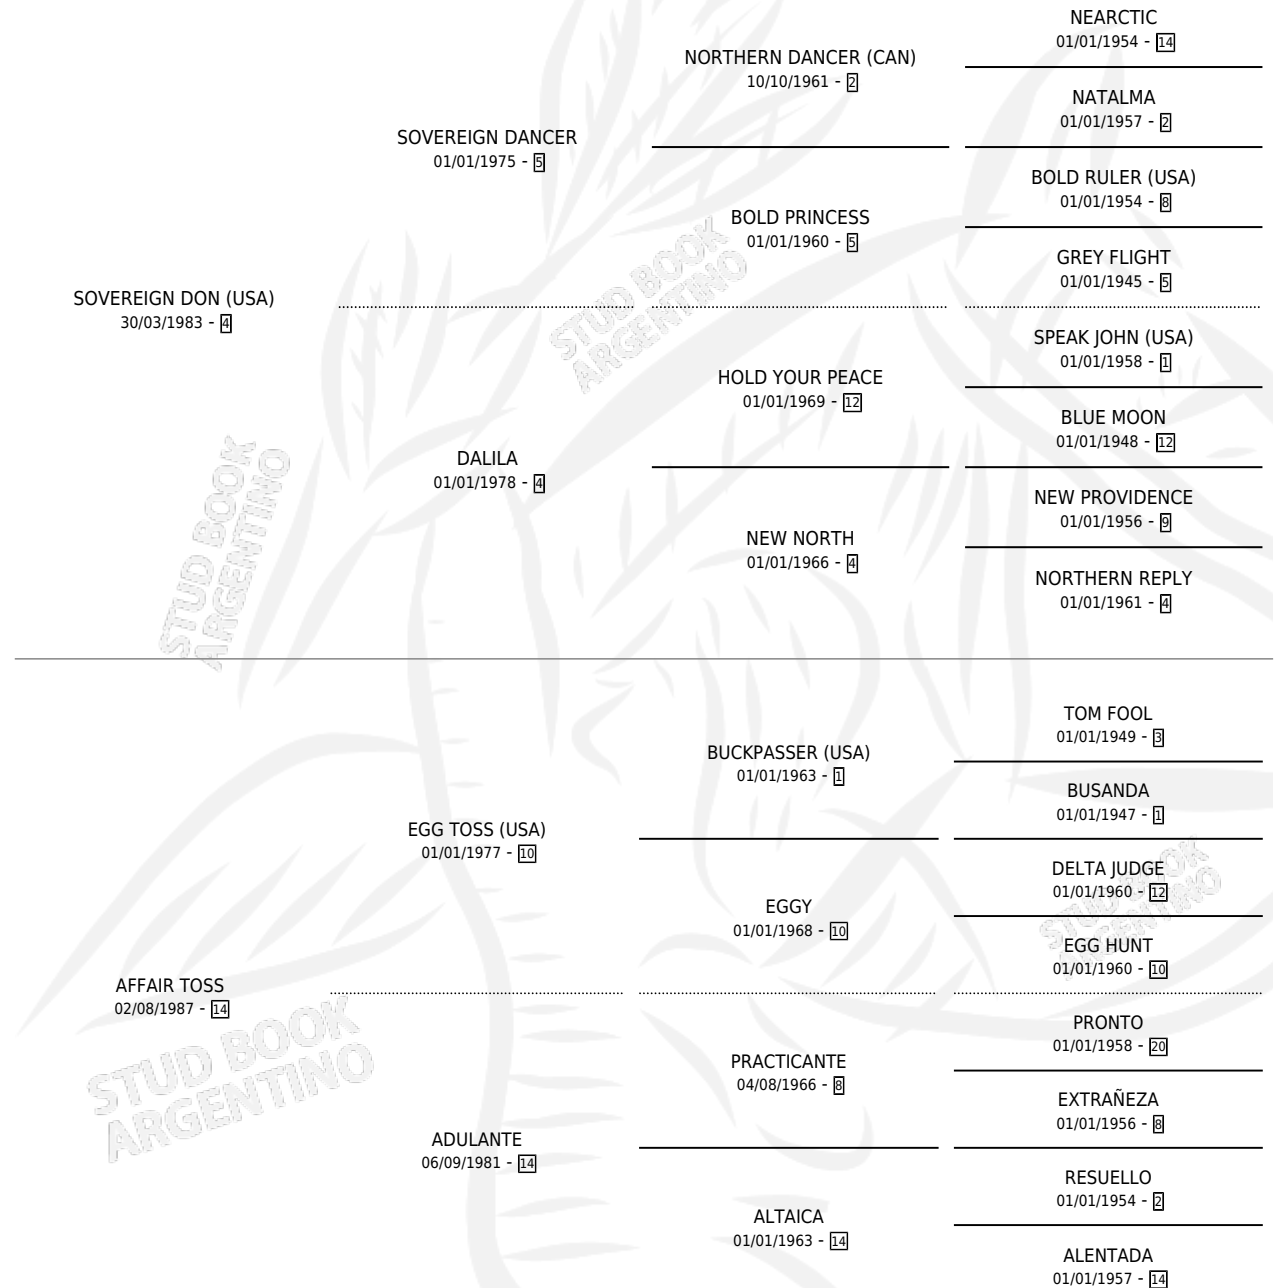 NEARCTIC
01/01/1954 - 14
NORTHERN DANCER (CAN)
10/10/1961 - 2
NATALMA
01/01/1957 - 2
SOVEREIGN DANCER
01/01/1975 - 5
BOLD RULER (USA)
01/01/1954 - 8
BOLD PRINCESS
01/01/1960 - 5
GREY FLIGHT
01/01/1945 - 5
SOVEREIGN DON (USA)
30/03/1983 - 4
STUD BOOK
ARGENTINO
SPEAK JOHN (USA)
01/01/1958 - 1
HOLD YOUR PEACE
01/01/1969 - 12
BLUE MOON
01/01/1948 - 12
DALILA
01/01/1978 - 4
NEW PROVIDENCE
01/01/1956 - 9
NEW NORTH
01/01/1966 - 4
NORTHERN REPLY
01/01/1961 - 4
STUD BOOK
ARGENTINO
TOM FOOL
01/01/1949 - 3
BUCKPASSER (USA)
01/01/1963 - 1
BUSANDA
01/01/1947 - 1
EGG TOSS (USA)
01/01/1977 - 10
DELTA JUDGE
01/01/1960 - 12
EGGY
01/01/1968 - 10
STUD BOOK
ARGENTINO
EGG HUNT
01/01/1960 - 10
AFFAIR TOSS
02/08/1987 - 14
PRONTO
01/01/1958 - 20
PRACTICANTE
04/08/1966 - 8
STUD BOOK
ARGENTINO
EXTRAÑEZA
01/01/1956 - 8
ADULANTE
06/09/1981 - 14
RESUELLO
01/01/1954 - 2
ALTAICA
01/01/1963 - 14
ALENTADA
01/01/1957 - 14